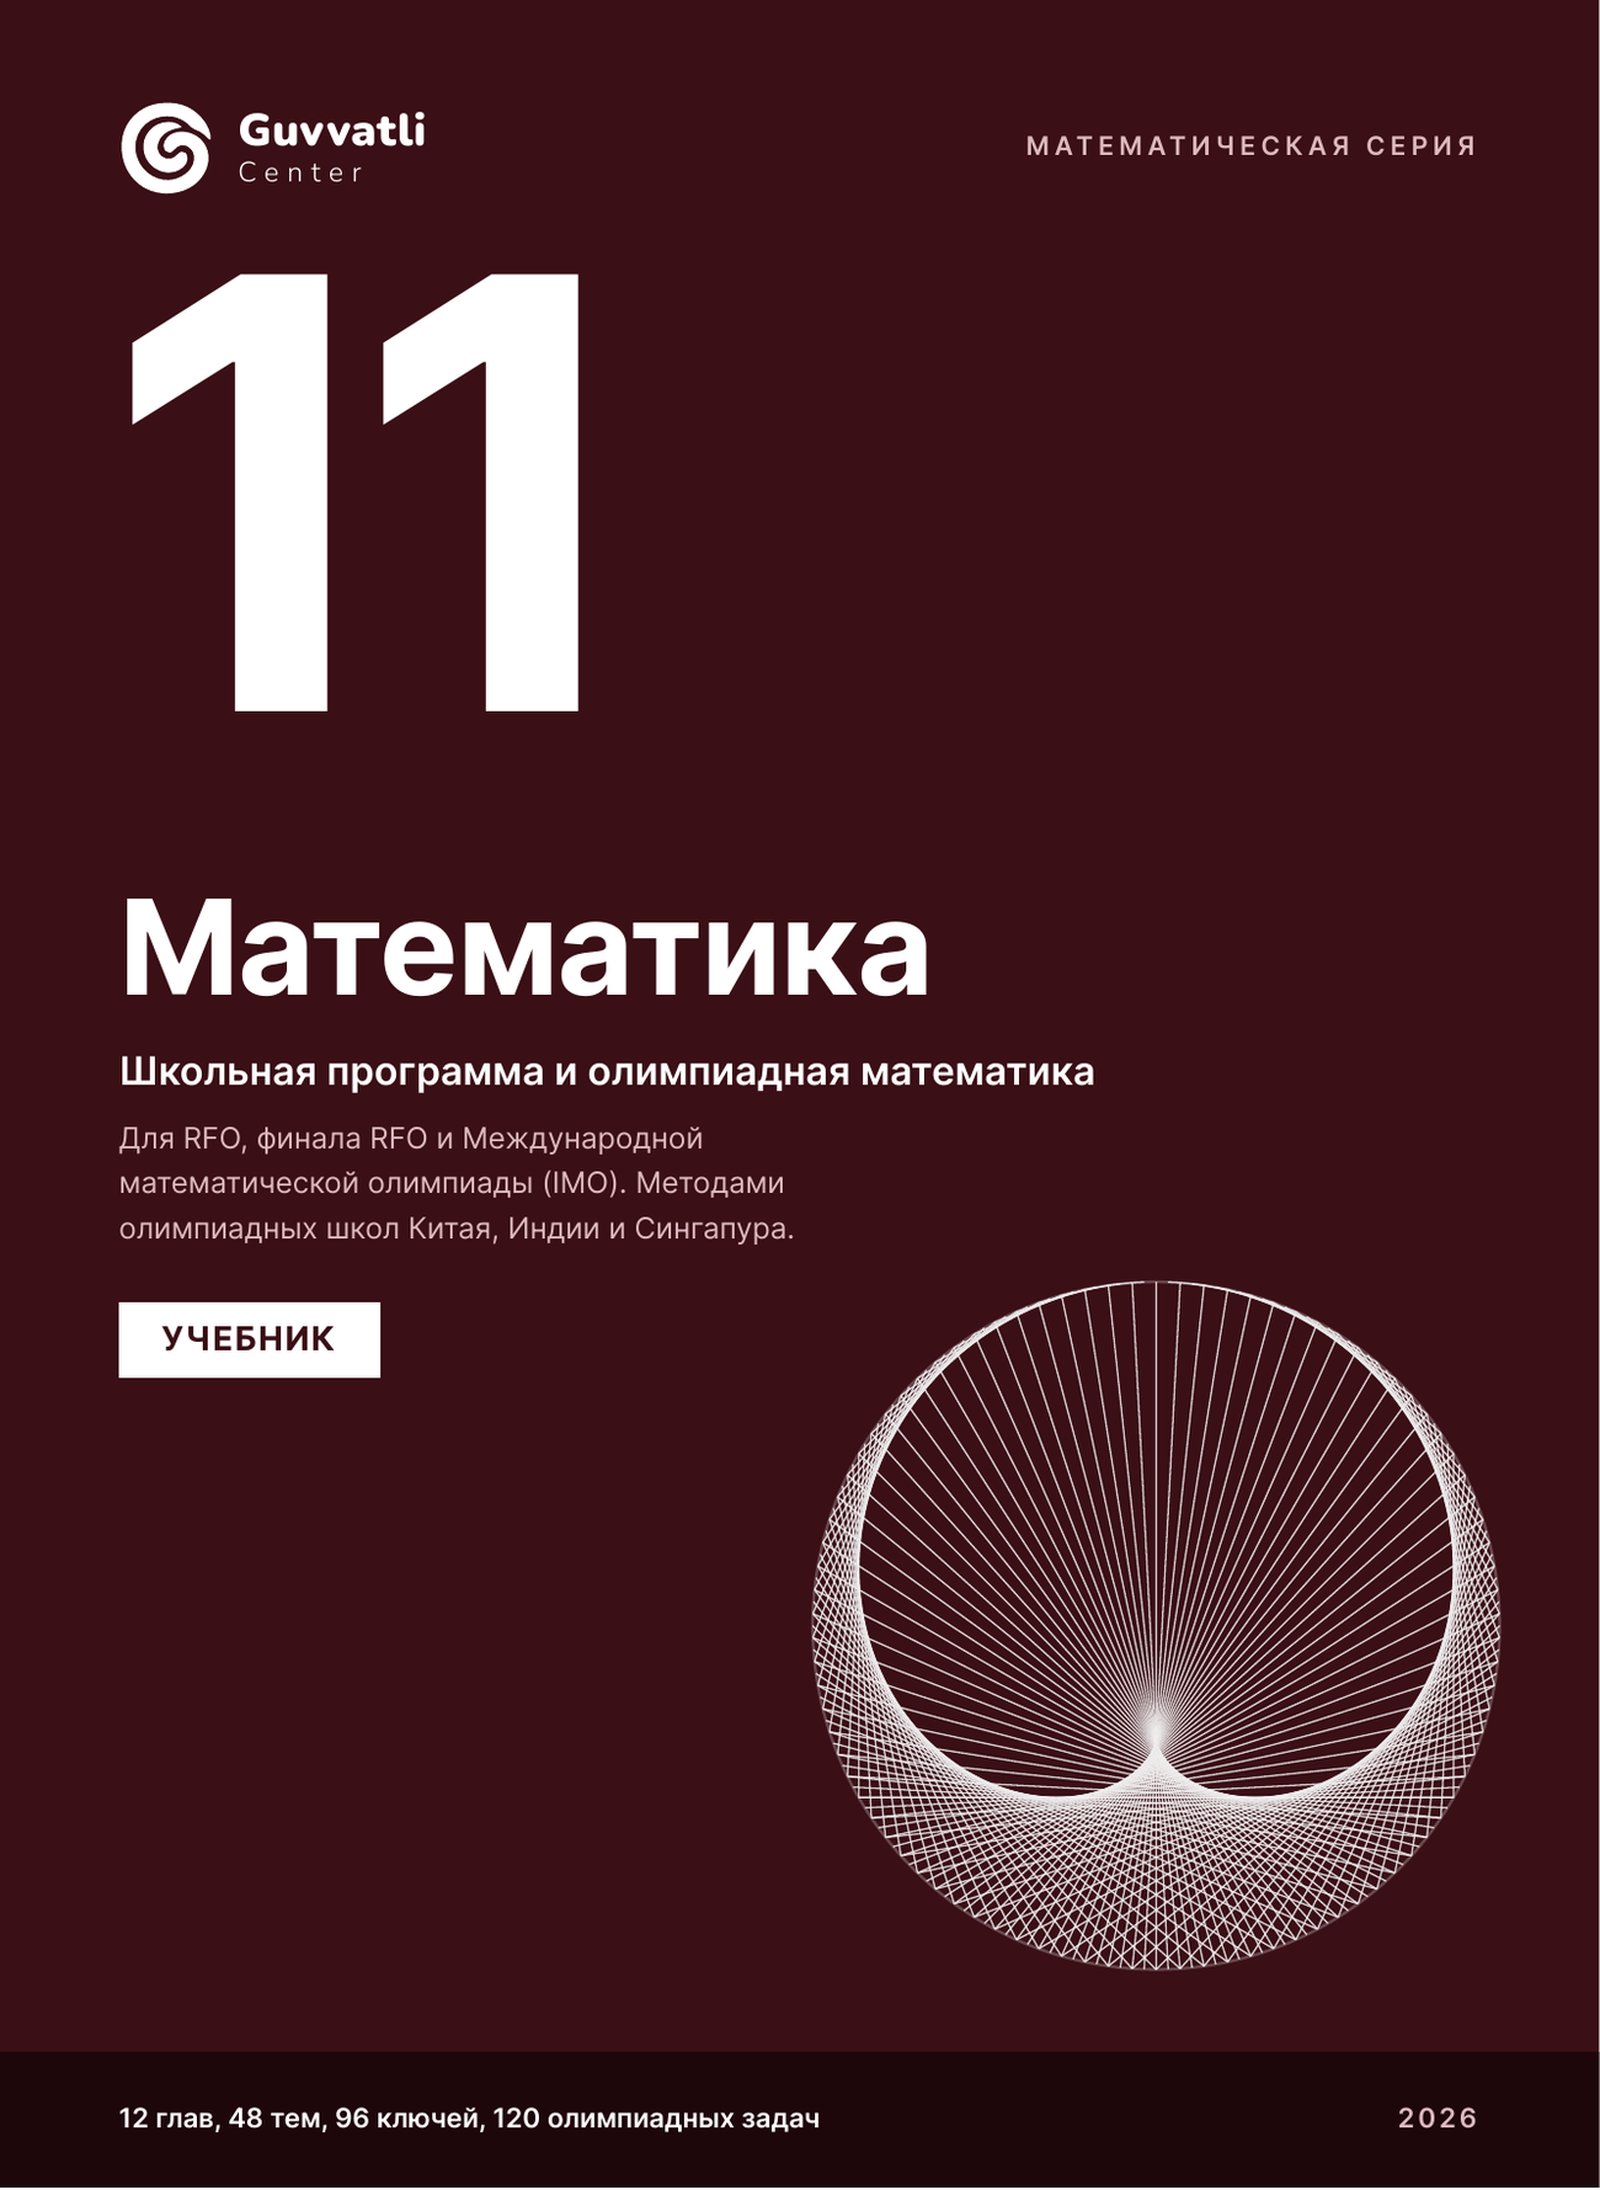 Guvvatli
Center
МАТЕМАТИЧЕСКАЯ СЕРИЯ
11
Математика
Школьная программа и олимпиадная математика
Для RFO, финала RFO и Международной
математической олимпиады (IMO). Методами
олимпиадных школ Китая, Индии и Сингапура.
УЧЕБНИК
12 глав, 48 тем, 96 ключей, 120 олимпиадных задач
2026